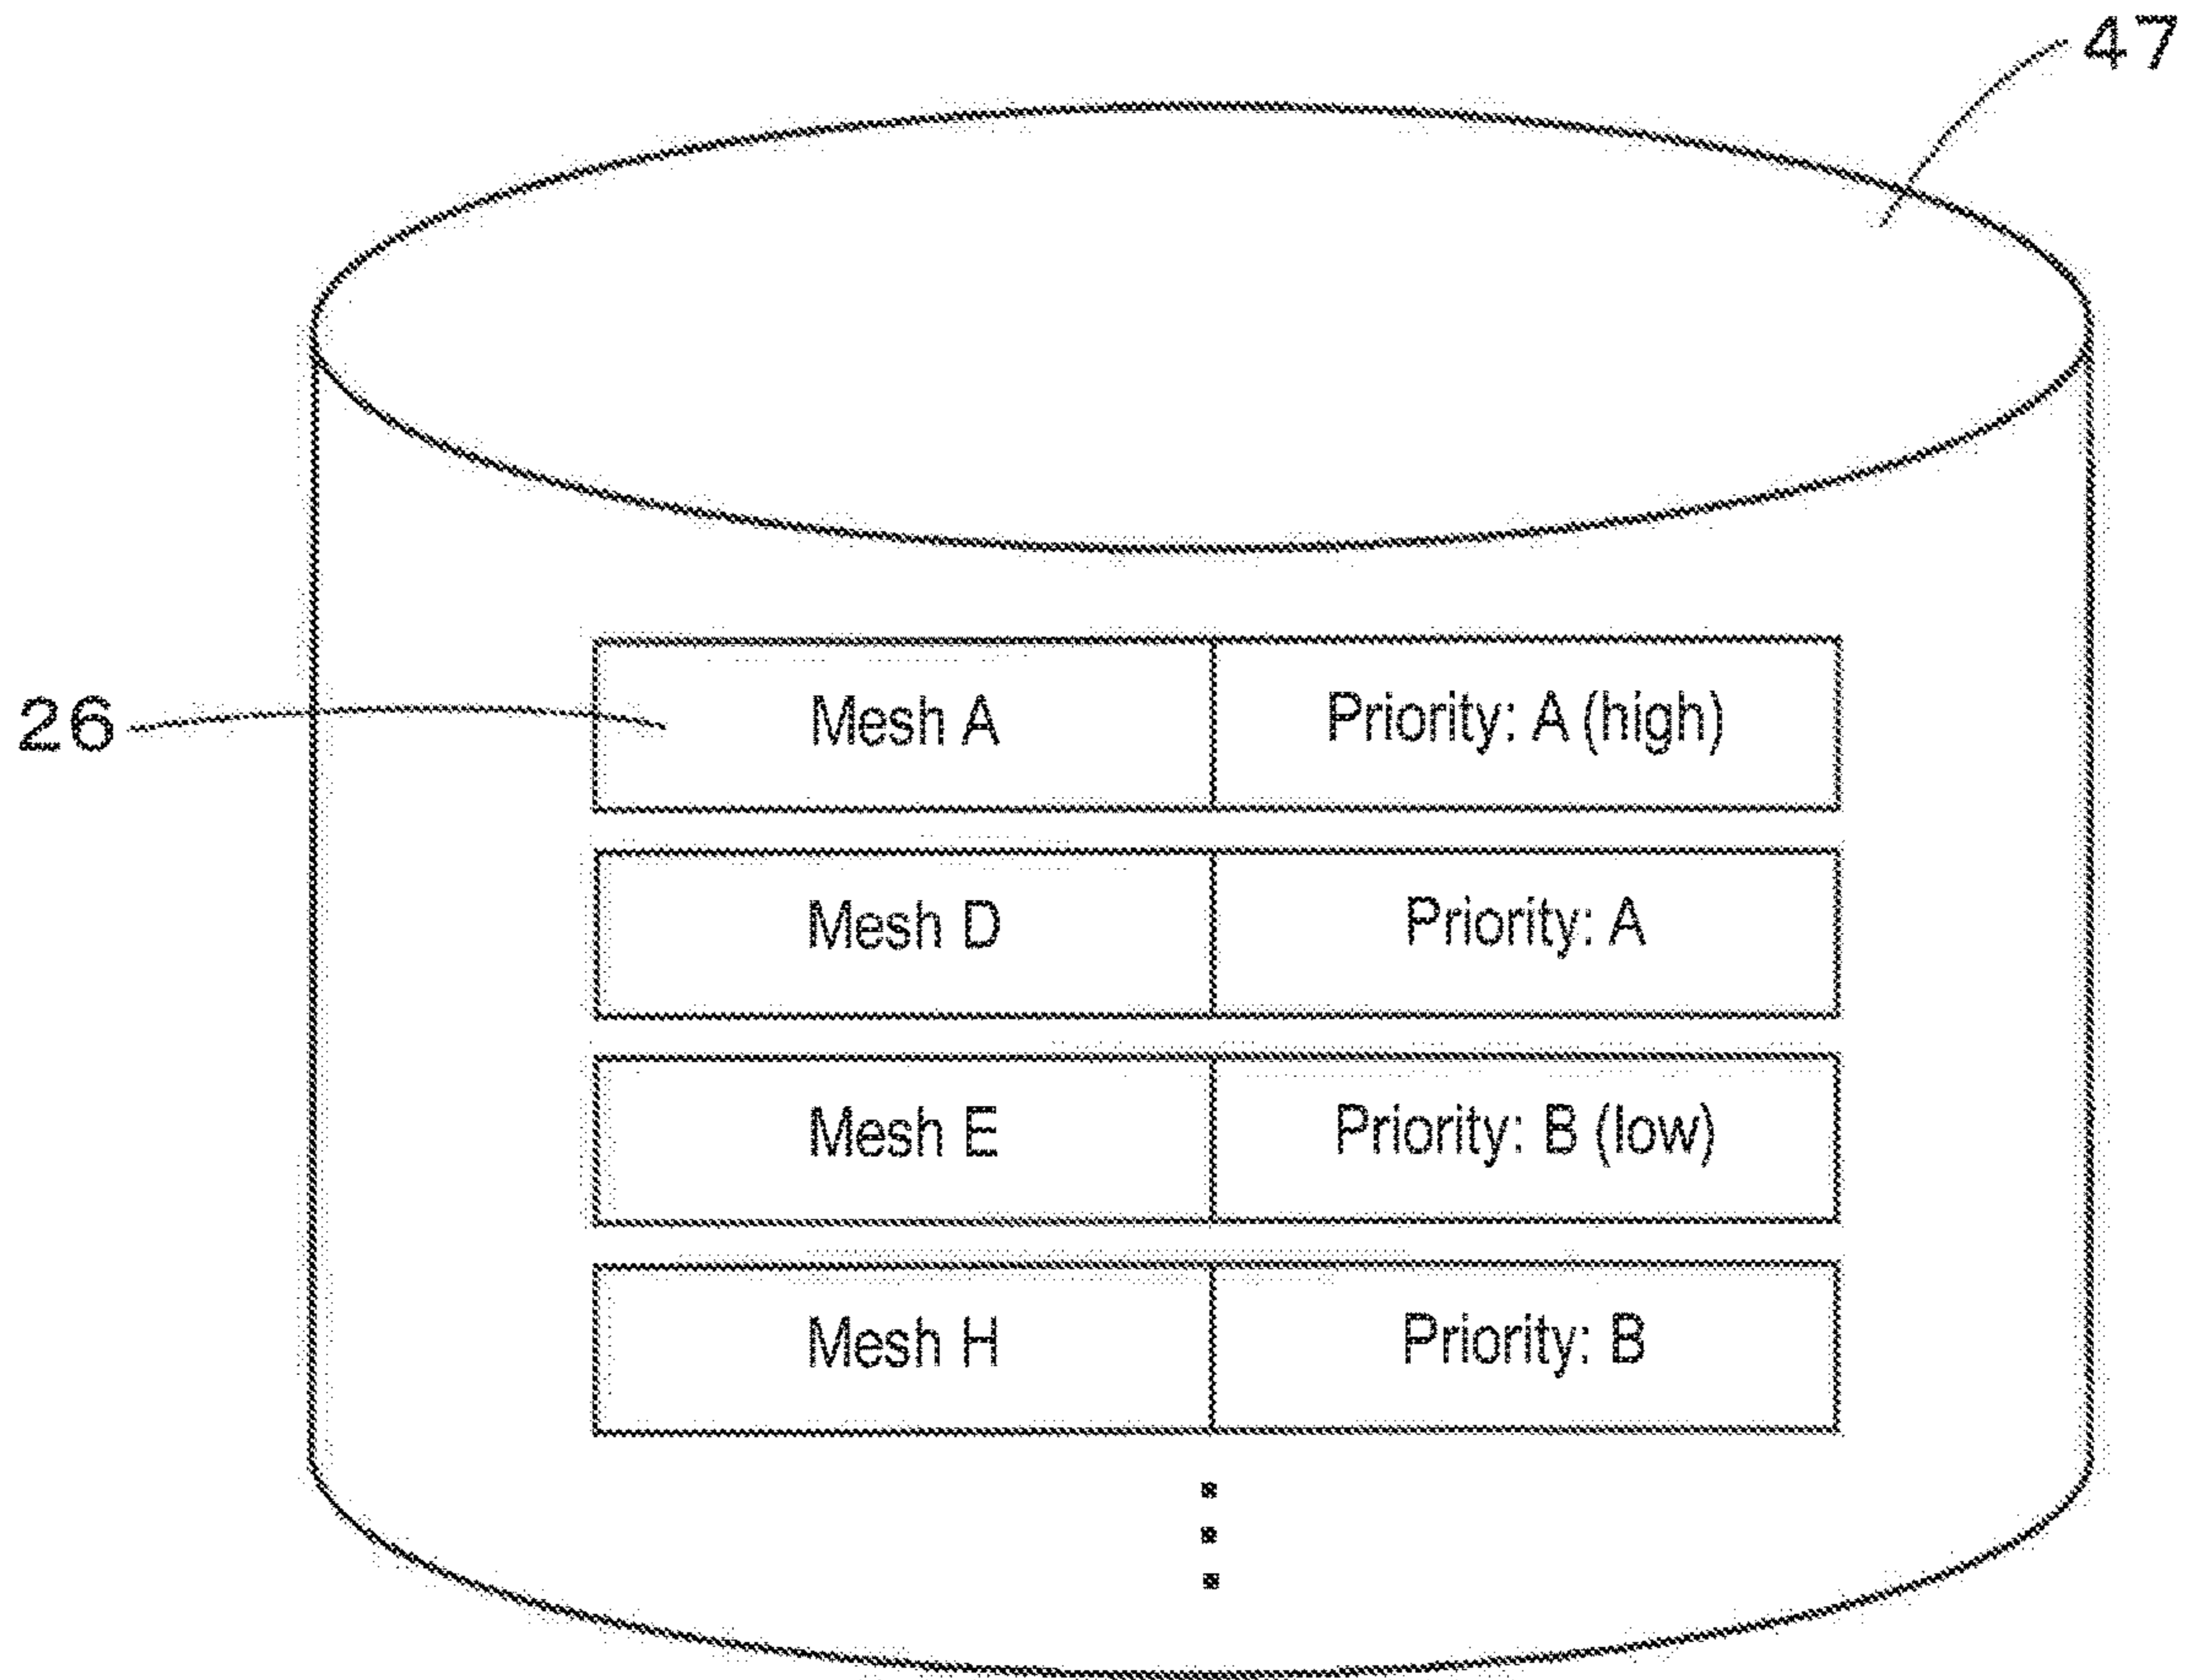 47
26
Mesh A Priority: A (high)
Mesh D Priority: A
Mesh E Priority: B (low)
Mesh H Priority: B